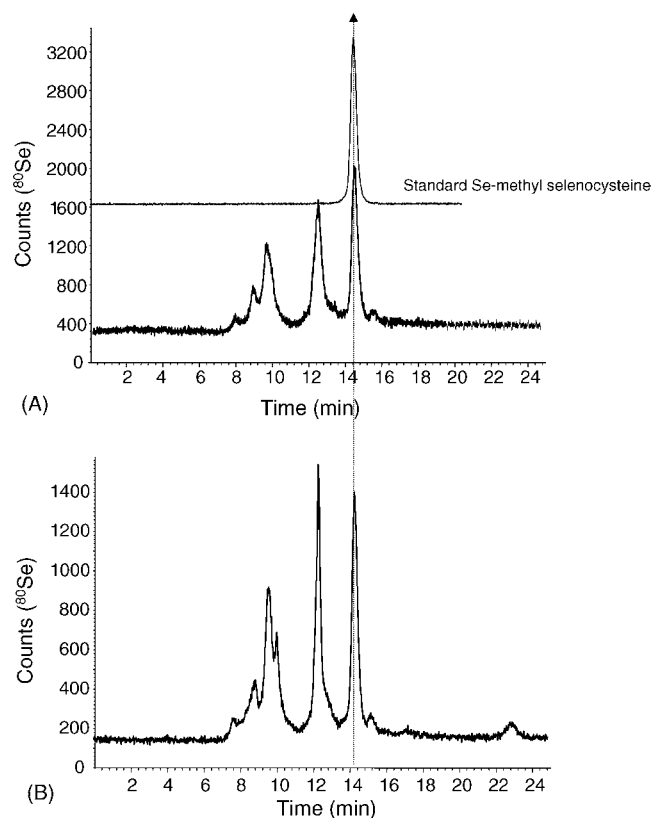 3200
2800
2400
2000
1600
1200
800
400
0
Counts (⁸⁰Se)
Standard Se-methyl selenocysteine
2 4 6 8 10 12 14 16 18 20 22 24
(A)
Time (min)
1400
1200
1000
800
600
400
200
0
Counts (⁸⁰Se)
2 4 6 8 10 12 14 16 18 20 22 24
(B)
Time (min)